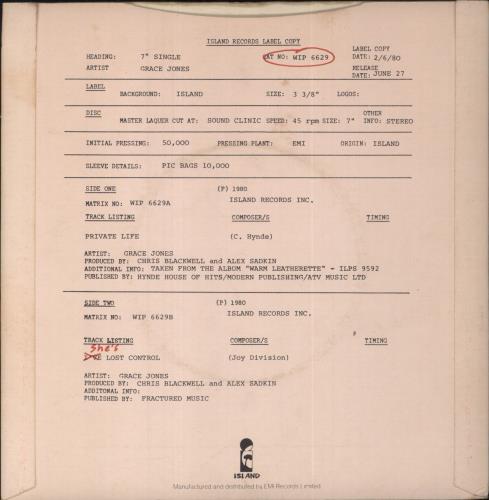 ISLAND RECORDS LABEL COPY
HEADING: 7" SINGLE CAT NO: WIP 6629 LABEL COPY DATE: 2/6/80
ARTIST GRACE JONES RELEASE DATE: JUNE 27
LABEL
BACKGROUND: ISLAND SIZE: 3 3/8" LOGOS:
DISC
MASTER LAQUER CUT AT: SOUND CLINIC SPEED: 45 rpm SIZE: 7" OTHER INFO: STEREO
INITIAL PRESSING: 50,000 PRESSING PLANT: EMI ORIGIN: ISLAND
SLEEVE DETAILS: PIC BAGS 10,000
SIDE ONE (P) 1980
MATRIX NO: WIP 6629A ISLAND RECORDS INC.
TRACK LISTING COMPOSER/S TIMING
PRIVATE LIFE (C. Hynde)
ARTIST: GRACE JONES
PRODUCED BY: CHRIS BLACKWELL and ALEX SADKIN
ADDITIONAL INFO: TAKEN FROM THE ALBUM "WARM LEATHERETTE" - ILPS 9592
PUBLISHED BY: HYNDE HOUSE OF HITS/MODERN PUBLISHING/ATV MUSIC LTD
SIDE TWO (P) 1980
MATRIX NO: WIP 6629B ISLAND RECORDS INC.
TRACK LISTING COMPOSER/S TIMING
She's
LOST CONTROL (Joy Division)
ARTIST: GRACE JONES
PRODUCED BY: CHRIS BLACKWELL and ALEX SADKIN
ADDITONAL INFO:
PUBLISHED BY: FRACTURED MUSIC
ISLAND
Manufactured and distributed by EMI Records Limited